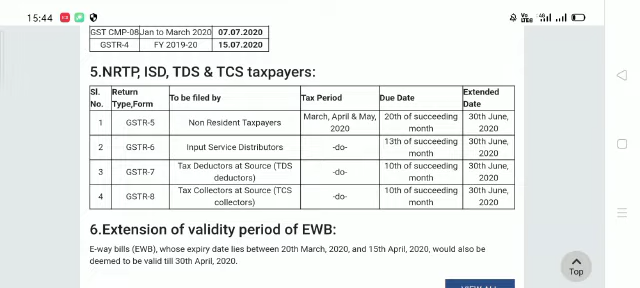 15:44
GST CMP-08 Jan to March 2020 07.07.2020
GSTR-4 FY 2019-20 15.07.2020
5.NRTP, ISD, TDS & TCS taxpayers:
Sl. No. Return Type,Form To be filed by Tax Period Due Date Extended Date
1 GSTR-5 Non Resident Taxpayers March, April & May, 2020 20th of succeeding month 30th June, 2020
2 GSTR-6 Input Service Distributors -do- 13th of succeeding month 30th June, 2020
3 GSTR-7 Tax Deductors at Source (TDS deductors) -do- 10th of succeeding month 30th June, 2020
4 GSTR-8 Tax Collectors at Source (TCS collectors) -do- 10th of succeeding month 30th June, 2020
6.Extension of validity period of EWB:
E-way bills (EWB), whose expiry date lies between 20th March, 2020, and 15th April, 2020, would also be
deemed to be valid till 30th April, 2020.
Top
VIEW ALL